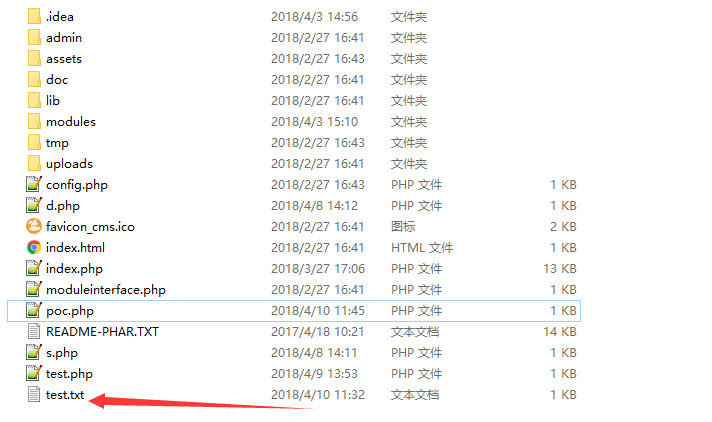 .idea 2018/4/3 14:56 文件夹
admin 2018/2/27 16:41 文件夹
assets 2018/2/27 16:43 文件夹
doc 2018/2/27 16:41 文件夹
lib 2018/2/27 16:41 文件夹
modules 2018/4/3 15:10 文件夹
tmp 2018/2/27 16:43 文件夹
uploads 2018/2/27 16:41 文件夹
config.php 2018/2/27 16:43 PHP 文件 1 KB
d.php 2018/4/8 14:12 PHP 文件 1 KB
favicon_cms.ico 2018/2/27 16:41 图标 2 KB
index.html 2018/2/27 16:41 HTML 文件 1 KB
index.php 2018/3/27 17:06 PHP 文件 13 KB
moduleinterface.php 2018/2/27 16:41 PHP 文件 1 KB
poc.php 2018/4/10 11:45 PHP 文件 1 KB
README-PHAR.TXT 2017/4/18 10:21 文本文档 14 KB
s.php 2018/4/8 14:11 PHP 文件 1 KB
test.php 2018/4/9 13:53 PHP 文件 1 KB
test.txt 2018/4/10 11:32 文本文档 1 KB